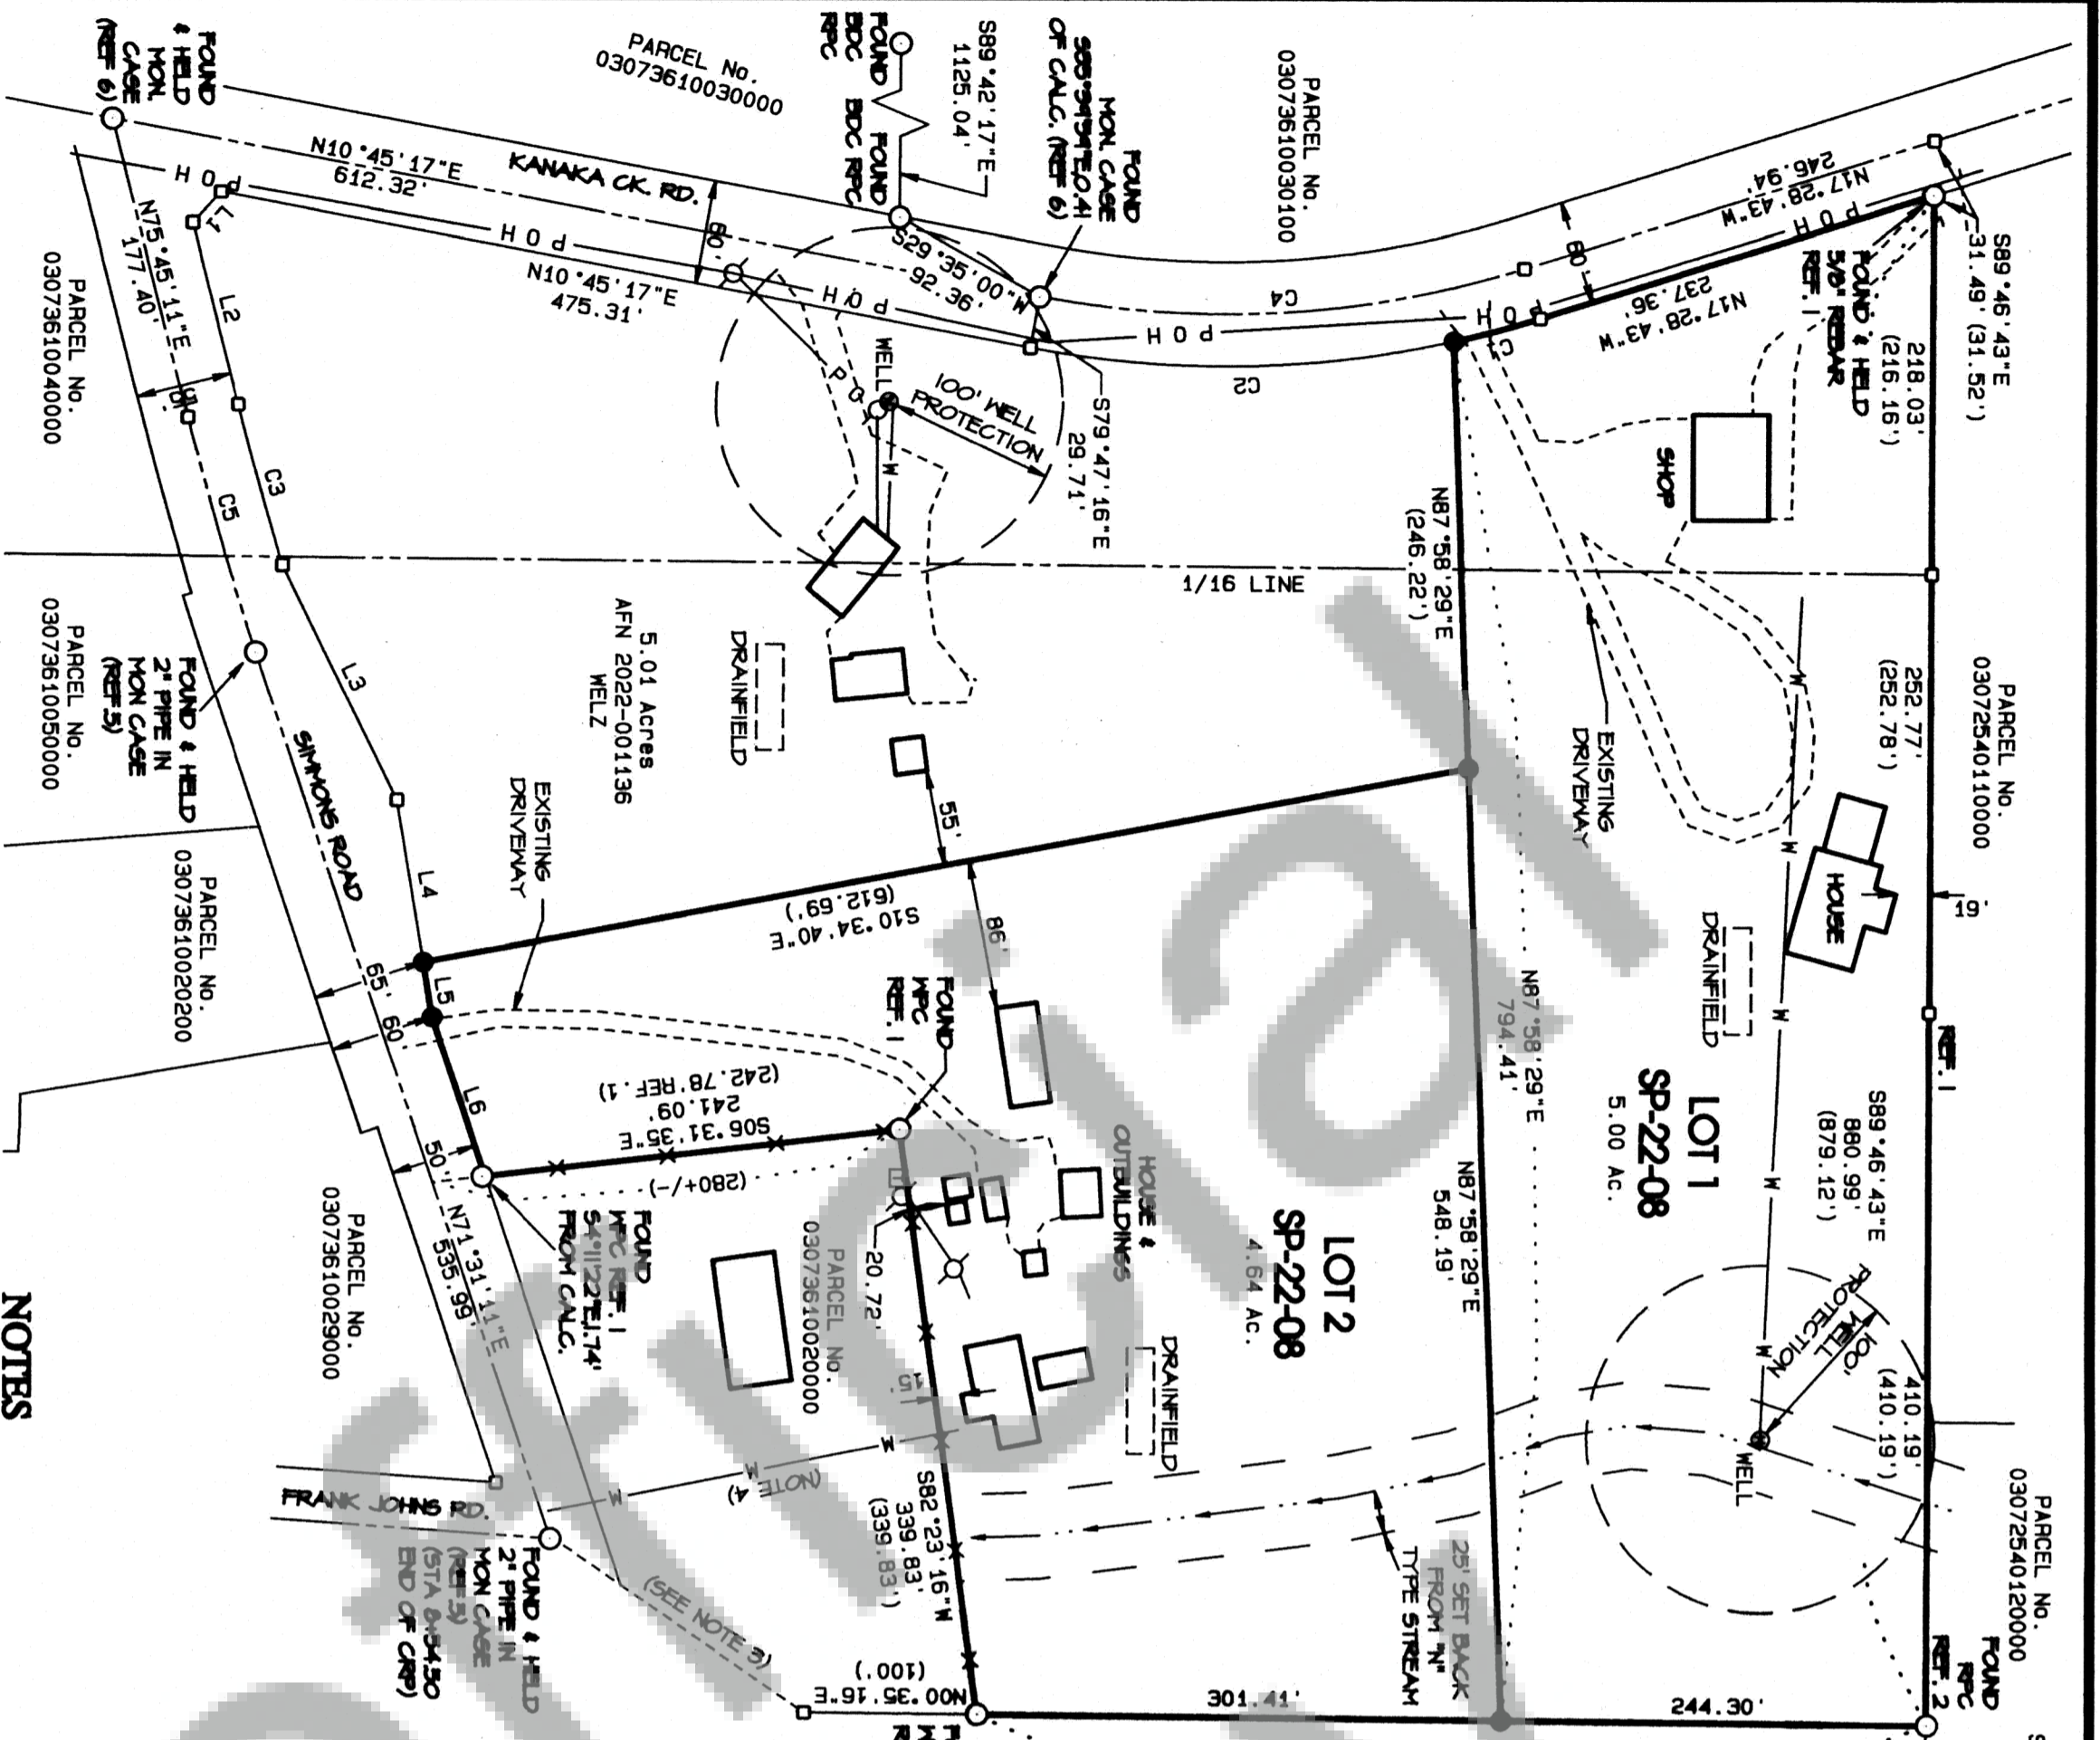 FOUND
& HELD
MON.
CASE
(REF 6)
PARCEL No.
03073610030000
FOUND
BDC
RPC
FOUND
BDC RPC
S89°42'17"E
1125.04'
FOUND
MON. CASE
OF CALC. (REF 6)
PARCEL No.
03073610030100
N10°45'17"E
612.32'
KANAKA CK. RD.
60'
N17°28'43"W
246.94'
S89°46'43"E
31.49' (31.52')
FOUND & HELD
5/8" REBAR
REF. 1
60'
P O H
P O H
P O H
P O H
P O H
P O H
N10°45'17"E
475.31'
S29°35'00"W
92.36'
C4
N17°28'43"W
237.36'
C1
C2
218.03'
(216.16')
L1
L2
N75°45'11"E
177.40'
PARCEL No.
03073610040000
WELL
100' WELL
PROTECTION
S79°47'16"E
29.71'
W
SHOP
C3
C5
N87°58'29"E
(246.22')
1/16 LINE
PARCEL No.
03073610050000
5.01 Acres
AFN 2022-001136
WELZ
DRAINFIELD
FOUND & HELD
2" PIPE IN
MON CASE
(REF.5)
L3
SIMMONS ROAD
EXISTING
DRIVEWAY
EXISTING
DRIVEWAY
252.77'
(252.78')
PARCEL No.
03072540110000
W
W
HOUSE
19'
DRAINFIELD
55'
L4
S10°34'40"E
(612.69')
86'
PARCEL No.
03073610020200
65'
L5
60'
FOUND
WPC
REF. 1
N87°58'29"E
794.41'
W
REF. 1
L6
S06°31'35"E
241.09'
(242.78' REF.1)
LOT 1
SP-22-08
5.00 Ac.
S89°46'43"E
880.99'
(879.12')
50'
(280+/-)
HOUSE &
OUTBUILDINGS
N87°58'29"E
548.19'
W
PARCEL No.
03073610029000
N71°31'11"E
535.99'
FOUND
WPC REF. 1
S4°11'22"E,1.74'
FROM CALC.
PARCEL No.
03073610020000
20.72'
LOT 2
SP-22-08
4.64 Ac.
100'
WELL
PROTECTION
W
NOTES
15'
DRAINFIELD
410.19'
(410.19')
W
W
(NOTE 4)
W
WELL
FRANK JOHNS RD.
S82°23'16"W
339.83'
(339.83')
FOUND & HELD
2" PIPE IN
MON CASE
(REF.5)
END OF CRP)
(SEE NOTE 3)
25' SET BACK
FROM "N"
TYPE STREAM
PARCEL No.
03072540120000
FOUND
RPC
REF. 2
N00°35'16"E
(100')
301.41'
244.30'